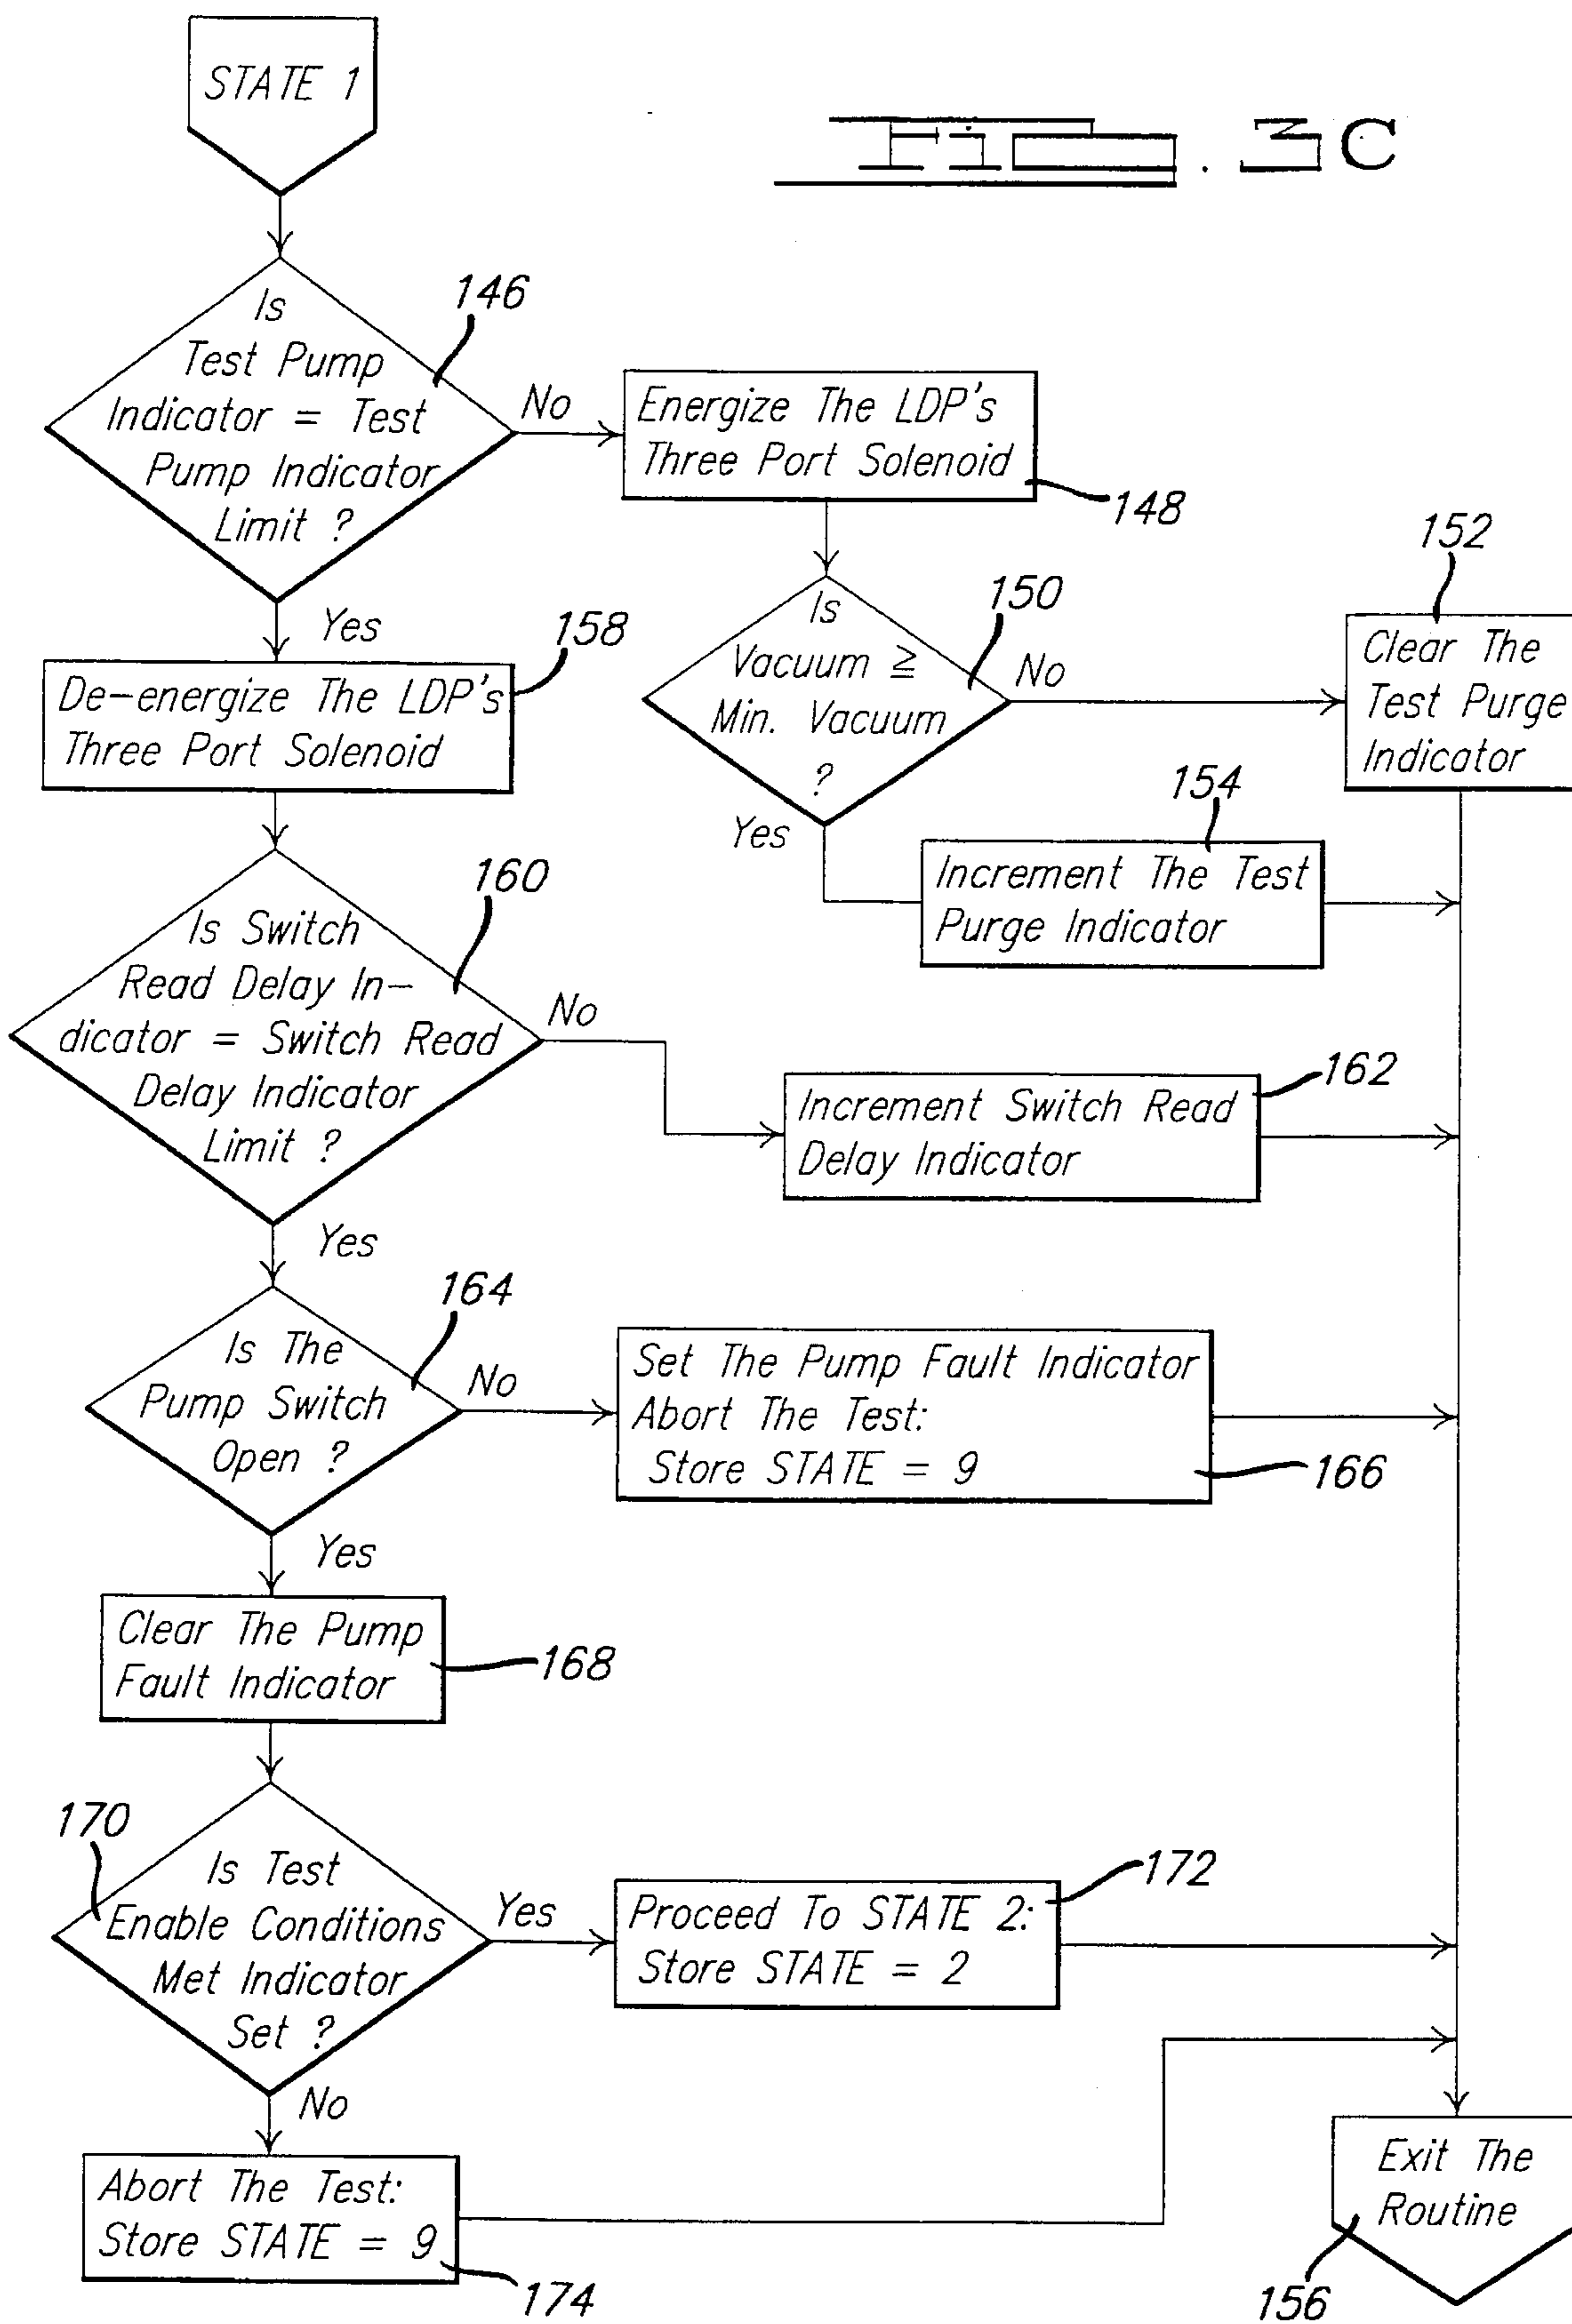 STATE 1
FIG. 3C
Is
Test Pump
Indicator = Test
Pump Indicator
Limit ?
146
No
Energize The LDP's
Three Port Solenoid
148
Yes
158
De-energize The LDP's
Three Port Solenoid
Is
Vacuum ≧
Min. Vacuum
?
150
No
152
Clear The
Test Purge
Indicator
Yes
154
Increment The Test
Purge Indicator
160
Is Switch
Read Delay In-
dicator = Switch Read
Delay Indicator
Limit ?
No
162
Increment Switch Read
Delay Indicator
Yes
164
Is The
Pump Switch
Open ?
No
Set The Pump Fault Indicator
Abort The Test:
Store STATE = 9
166
Yes
Clear The Pump
Fault Indicator
168
170
Is Test
Enable Conditions
Met Indicator
Set ?
Yes
172
Proceed To STATE 2:
Store STATE = 2
No
Abort The Test:
Store STATE = 9
174
Exit The
Routine
156